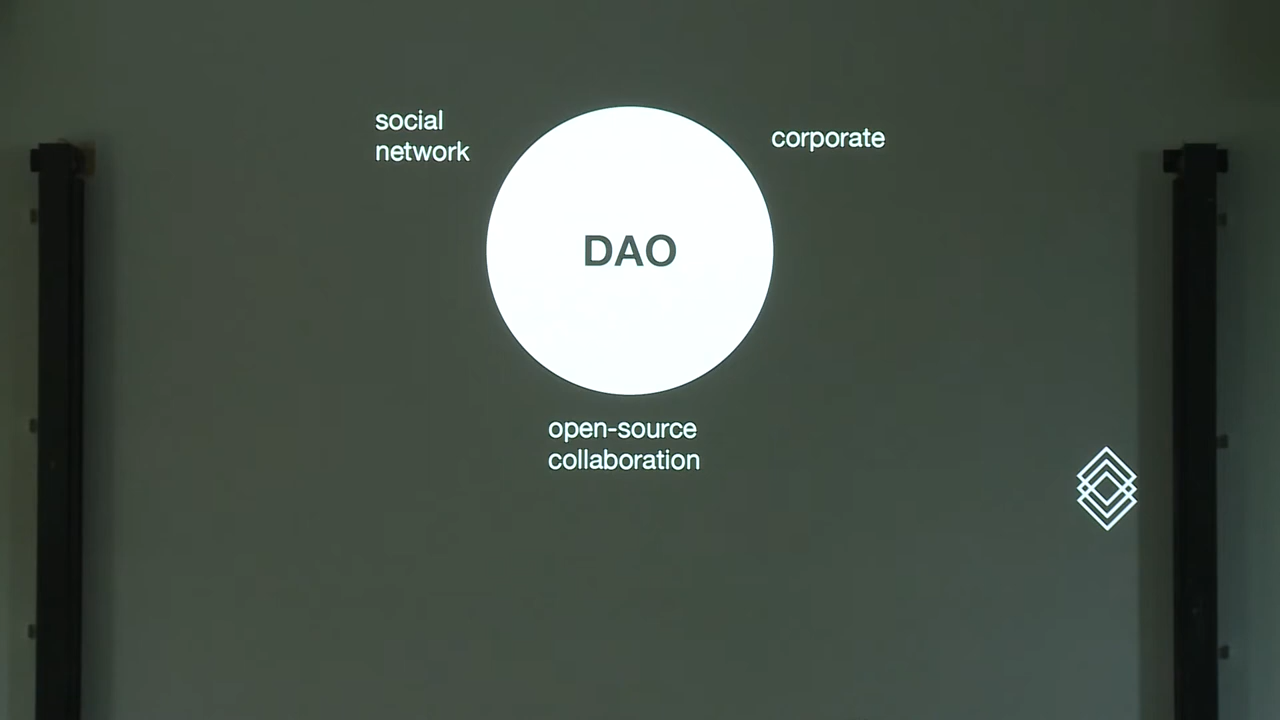 social
network
corporate
DAO
open-source
collaboration